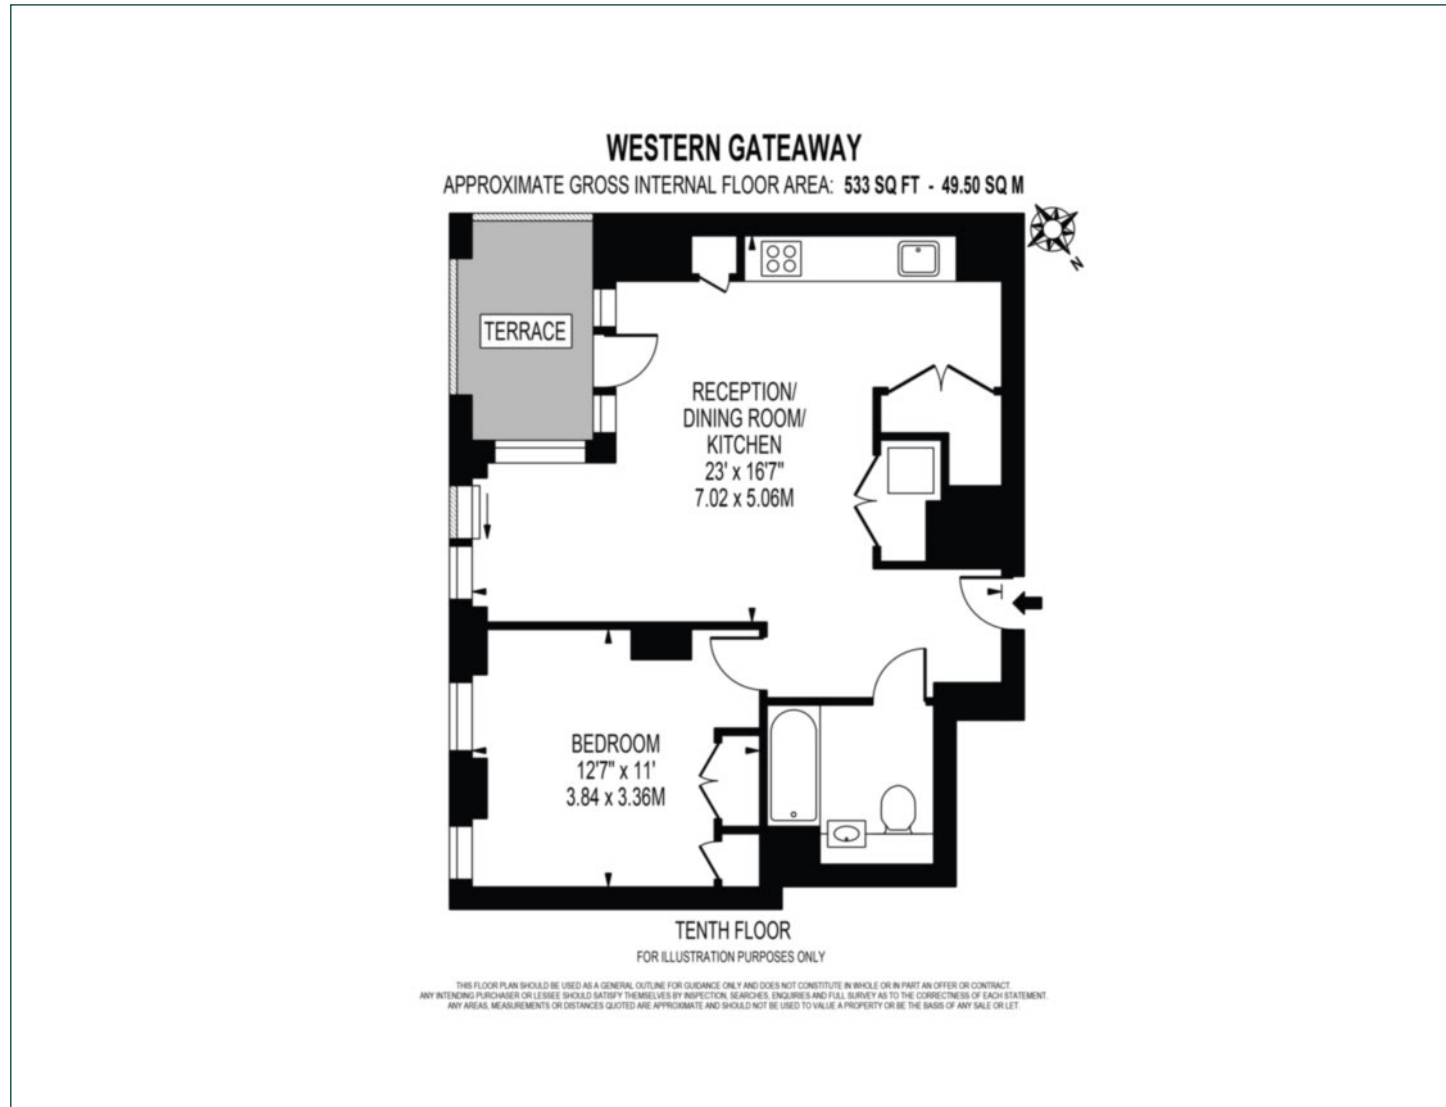 WESTERN GATEAWAY
APPROXIMATE GROSS INTERNAL FLOOR AREA: 533 SQ FT - 49.50 SQ M
N
TERRACE
RECEPTION/
DINING ROOM/
KITCHEN
23' x 16'7"
7.02 x 5.06M
BEDROOM
12'7" x 11'
3.84 x 3.36M
TENTH FLOOR
FOR ILLUSTRATION PURPOSES ONLY
THIS FLOOR PLAN SHOULD BE USED AS A GENERAL OUTLINE FOR GUIDANCE ONLY AND DOES NOT CONSTITUTE IN WHOLE OR IN PART AN OFFER OR CONTRACT.
ANY INTENDING PURCHASER OR LESSEE SHOULD SATISFY THEMSELVES BY INSPECTION, SEARCHES, ENQUIRIES AND FULL SURVEY AS TO THE CORRECTNESS OF EACH STATEMENT.
ANY AREAS, MEASUREMENTS OR DISTANCES QUOTED ARE APPROXIMATE AND SHOULD NOT BE USED TO VALUE A PROPERTY OR BE THE BASIS OF ANY SALE OR LET.